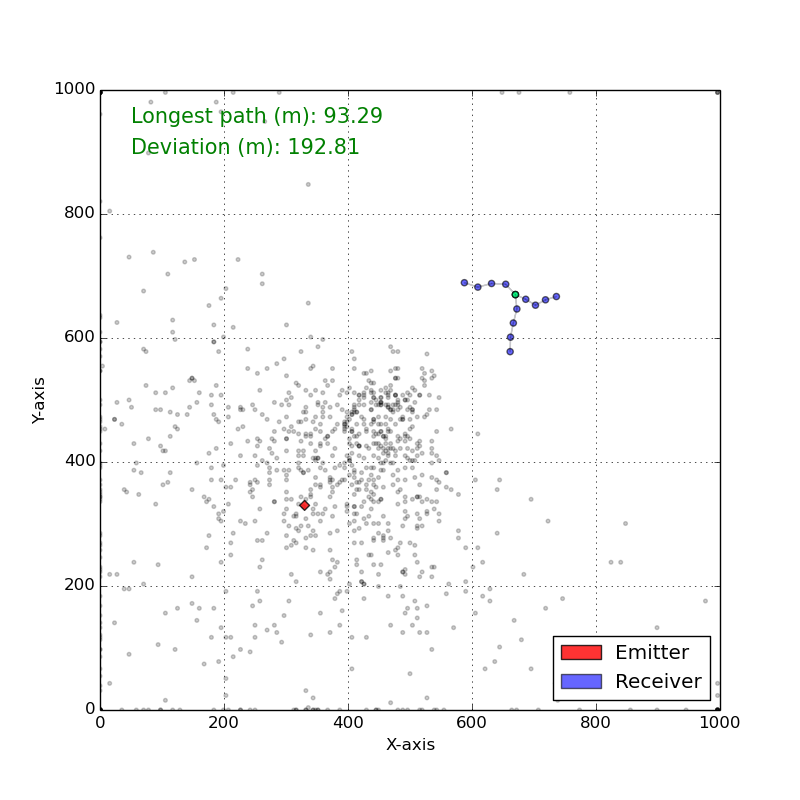 1000
Longest path (m): 93.29
Deviation (m): 192.81
800
600
Y-axis
400
200
Emitter
Receiver
0
0 200 400 600 800 1000
X-axis